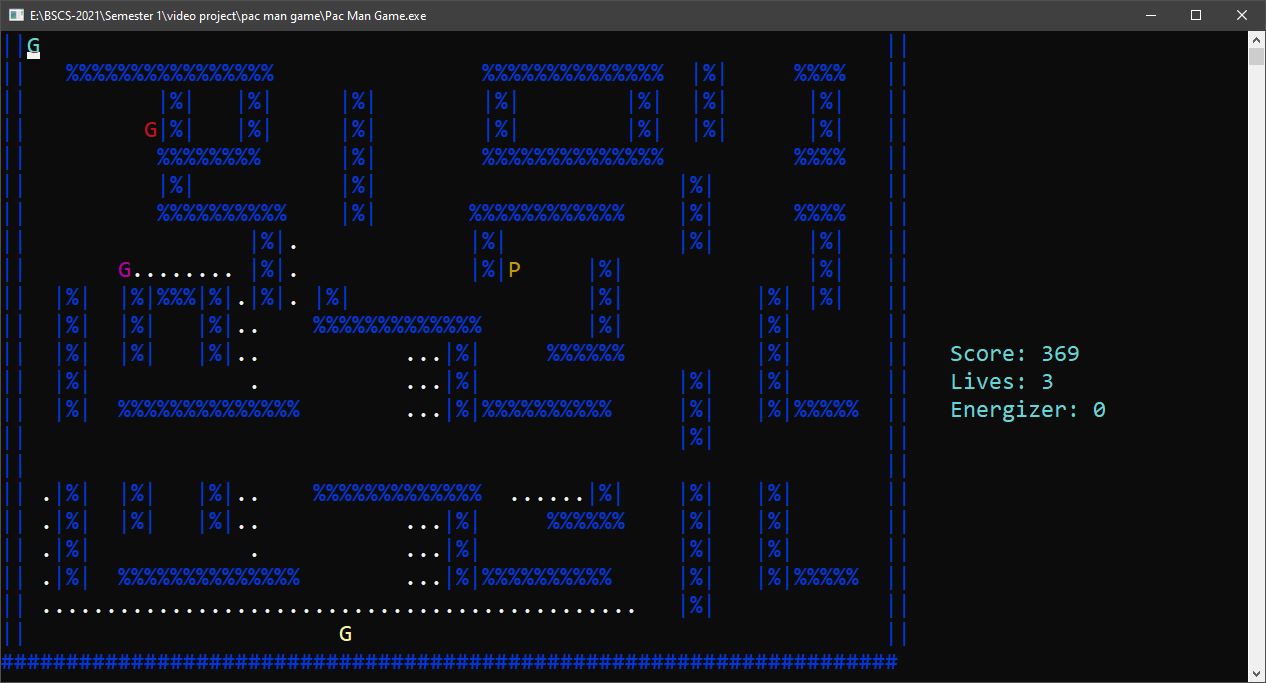 E:\BSCS-2021\Semester 1\video project\pac man game\Pac Man Game.exe
||G                                                                 ||
||   %%%%%%%%%%%%%%%%                %%%%%%%%%%%%%%  |%|     %%%%   ||
||          |%|   |%|     |%|        |%|        |%|  |%|      |%|   ||
||         G|%|   |%|     |%|        |%|        |%|  |%|      |%|   ||
||          %%%%%%%%      |%|        %%%%%%%%%%%%%%          %%%%   ||
||          |%|           |%|                       |%|             ||
||          %%%%%%%%%%    |%|       %%%%%%%%%%%%    |%|      %%%%   ||
||                 |%|.             |%|             |%|       |%|   ||
||       G........ |%|.             |%|P     |%|              |%|   ||
||  |%|  |%|%%%|%|.|%|. |%|                  |%|          |%| |%|   ||
||  |%|  |%|   |%|..    %%%%%%%%%%%%%        |%|          |%|       ||
||  |%|  |%|   |%|..           ...|%|     %%%%%%          |%|       ||
||  |%|            .           ...|%|               |%|   |%|       ||
||  |%|  %%%%%%%%%%%%%%        ...|%|%%%%%%%%%%     |%|   |%|%%%%%  ||
||                                                  |%|             ||
||                                                                  ||
|| .|%|  |%|   |%|..    %%%%%%%%%%%%%  ......|%|    |%|   |%|       ||
|| .|%|  |%|   |%|..           ...|%|     %%%%%%    |%|   |%|       ||
|| .|%|            .           ...|%|               |%|   |%|       ||
|| .|%|  %%%%%%%%%%%%%%        ...|%|%%%%%%%%%%     |%|   |%|%%%%%  ||
|| ..............................................   |%|             ||
||                        G                                         ||
#####################################################################
Score: 369
Lives: 3
Energizer: 0